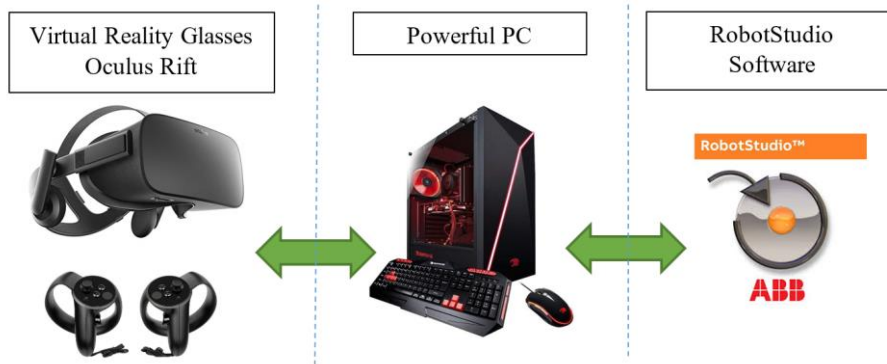 Virtual Reality Glasses
Oculus Rift
Powerful PC
RobotStudio
Software
RobotStudio™
ABB